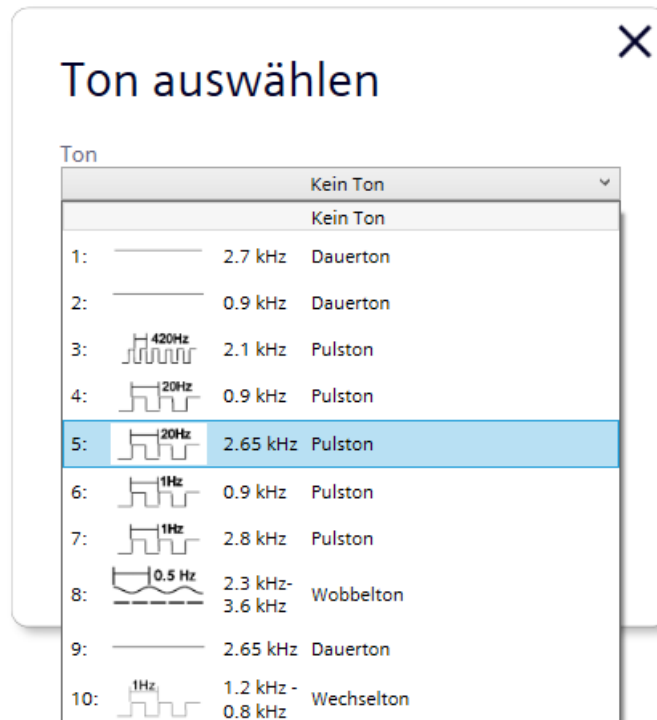 Ton auswählen
Ton
Kein Ton
Kein Ton
1: 2.7 kHz Dauerton
2: 0.9 kHz Dauerton
3: 420Hz 2.1 kHz Pulston
4: 20Hz 0.9 kHz Pulston
5: 20Hz 2.65 kHz Pulston
6: 1Hz 0.9 kHz Pulston
7: 1Hz 2.8 kHz Pulston
8: 0.5 Hz 2.3 kHz-
3.6 kHz Wobbelton
9: 2.65 kHz Dauerton
10: 1Hz 1.2 kHz -
0.8 kHz Wechselton